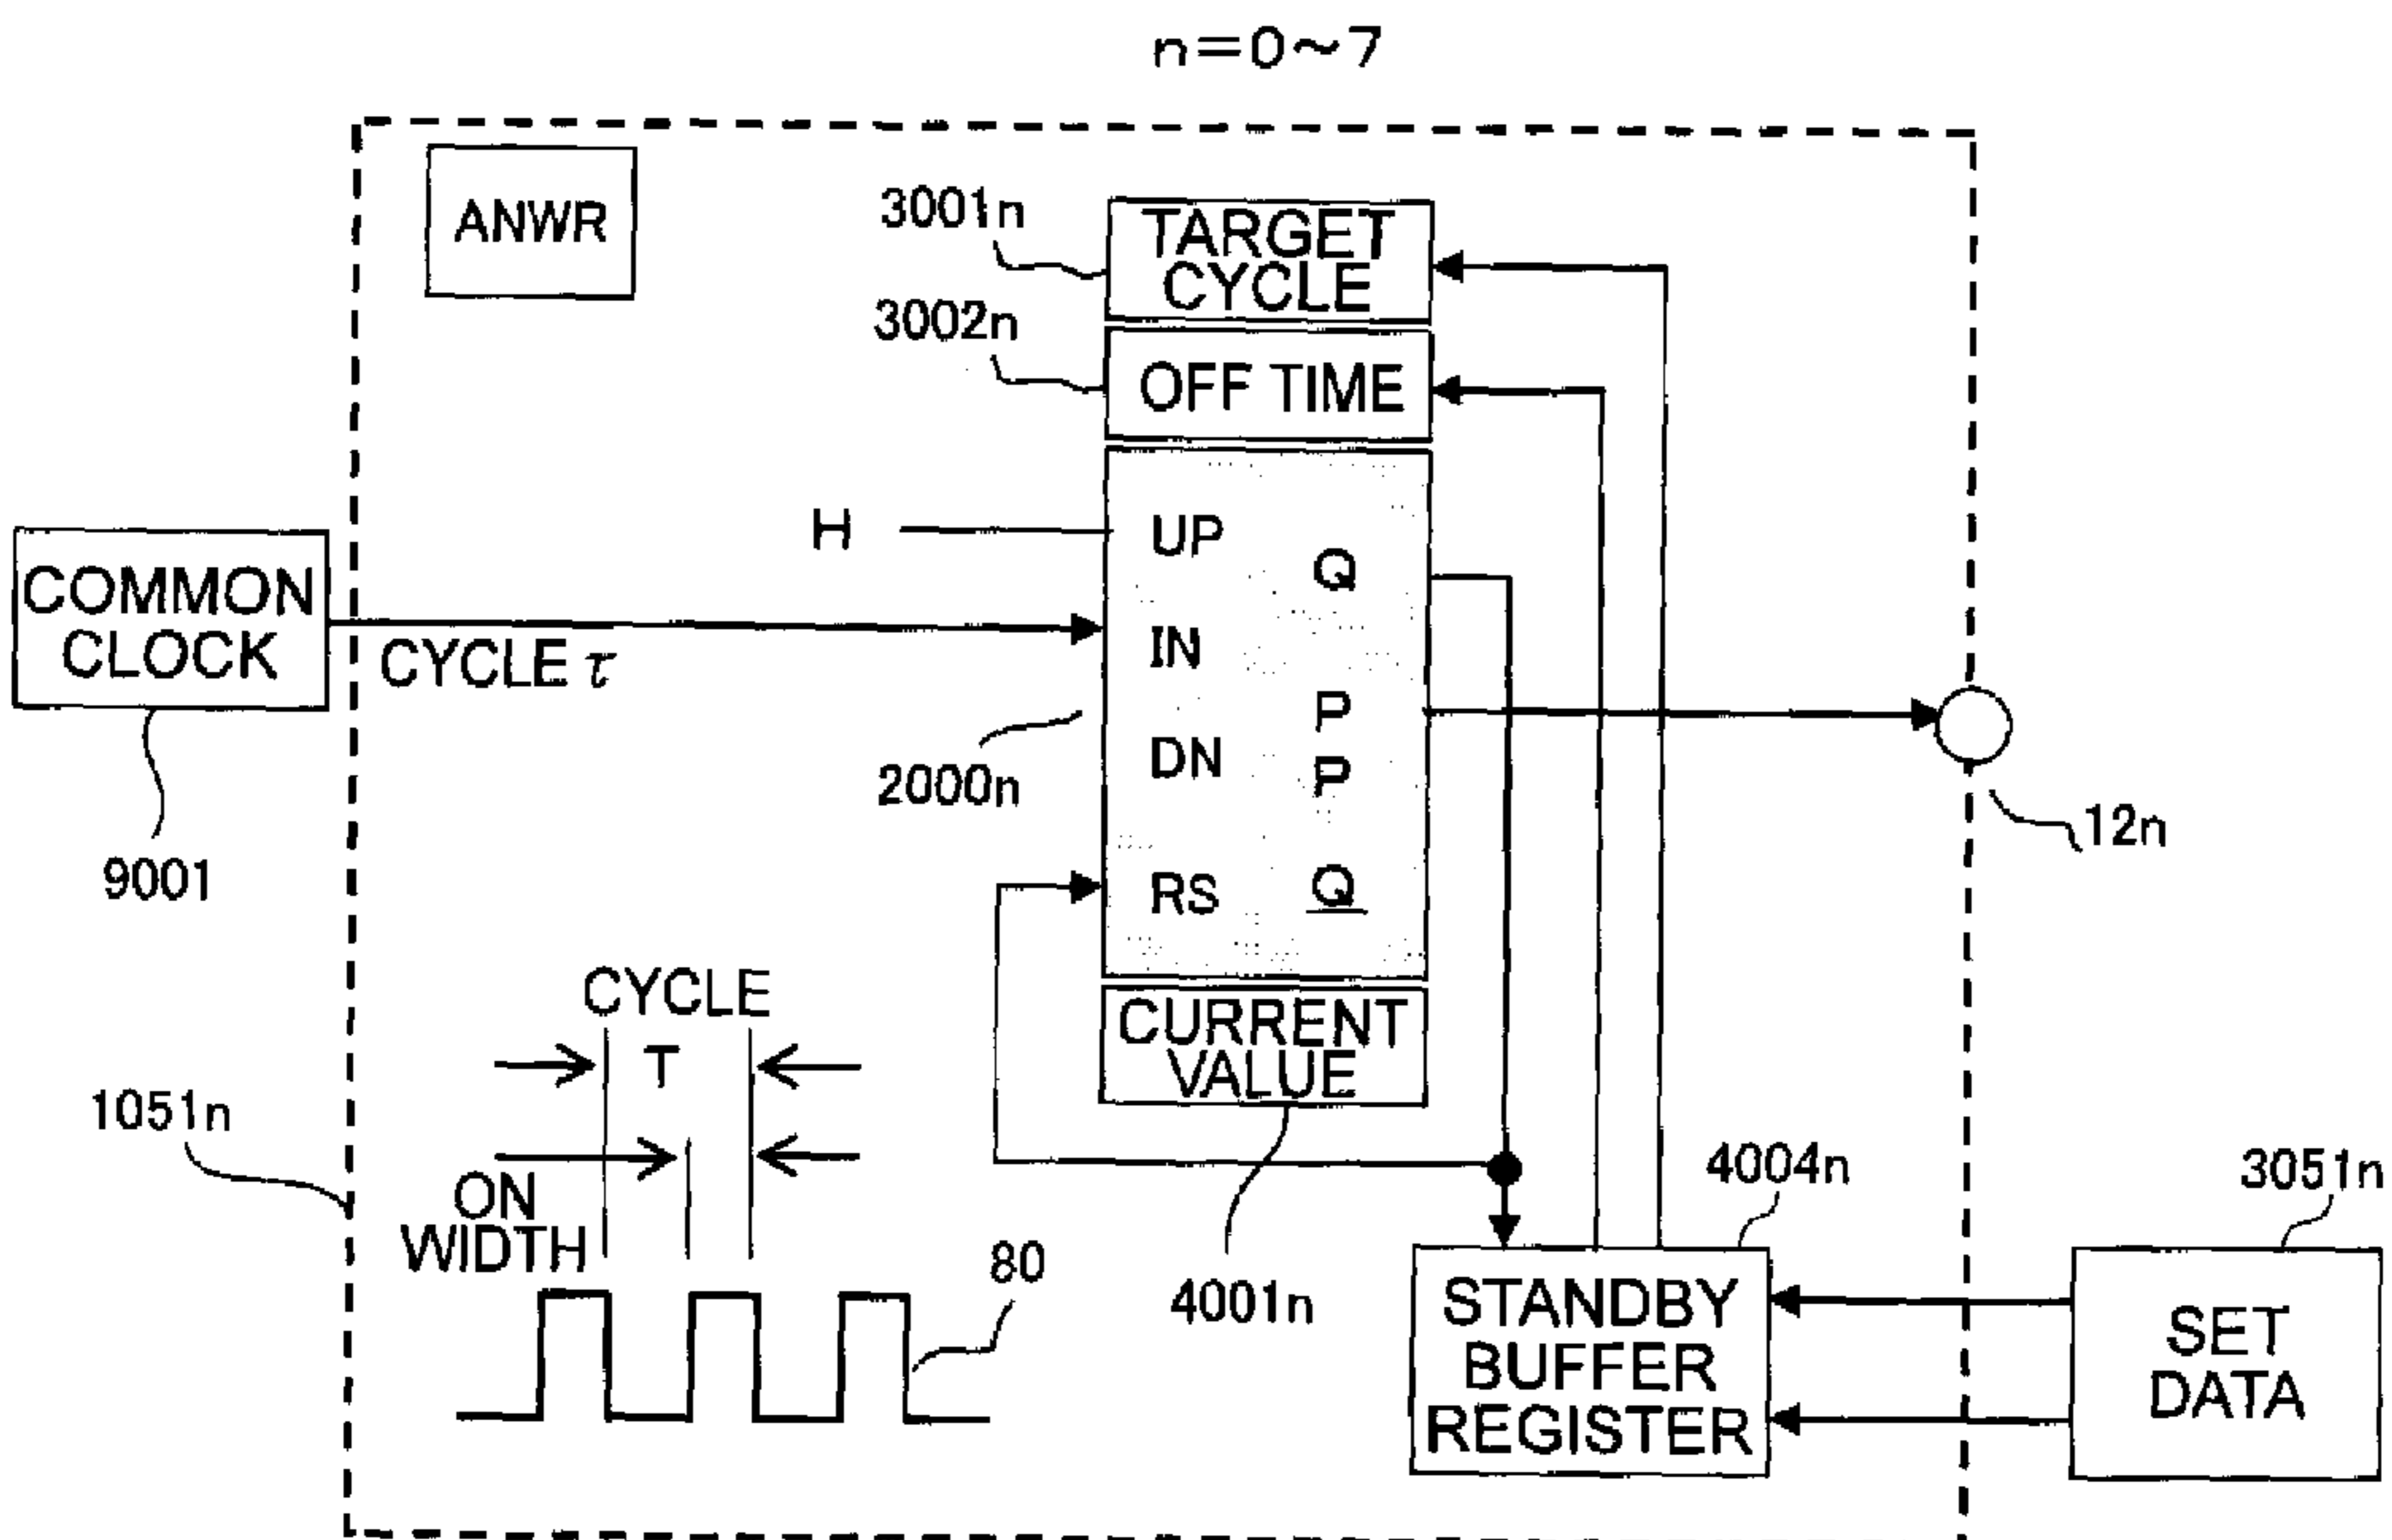 n=0~7
ANWR
3001n
TARGET
CYCLE
3002n
OFF TIME
H
UP
Q
COMMON
CLOCK
CYCLE τ
IN
P
2000n
DN
P
12n
9001
RS
Q
CYCLE
T
CURRENT
VALUE
1051n
ON
WIDTH
80
4001n
4004n
3051n
STANDBY
BUFFER
REGISTER
SET
DATA